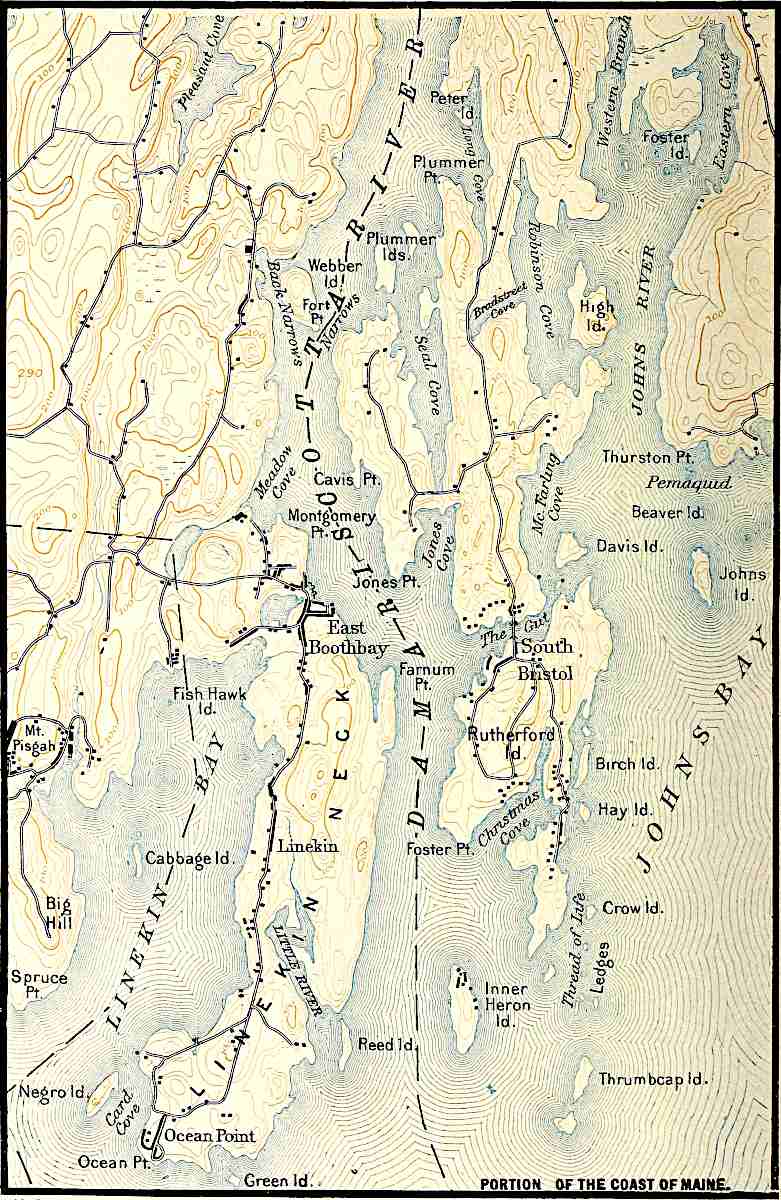 Pleasant Cove
Western Branch
Eastern Cove
Peter
Id.
Long
Cove
Foster
Id.
Plummer
Pt.
100
Plummer
Ids.
DAMARISCOTTA RIVER
Robinson Cove
JOHNS RIVER
Back Narrows
Webber
Id.
Fort
Pt.
Narrows
Bradstreet
Cove
High
Id.
200
290
Seal Cove
Meadow
Cove
Cavis Pt.
Mc.Farling
Cove
Thurston Pt.
Pemaquid
200
Montgomery
Pt.
Beaver Id.
Jones
Cove
Davis Id.
Johns
Id.
Jones Pt.
East
Boothbay
The Gut
South
Bristol
Farnum
Pt.
Fish Hawk
Id.
JOHNS BAY
Mt.
Pisgah
Rutherford
Id
Birch Id.
Christmas
Cove
Hay Id.
LINEKIN BAY
LINEKIN NECK
Linekin
Foster Pt.
Cabbage Id.
Big
Hill
Crow Id.
Thread of Life
Ledges
LITTLE RIVER
Spruce
Pt.
Inner
Heron
Id.
Reed Id.
Negro Id.
Card
Cove
Thrumbcap Id.
Ocean Point
Ocean Pt.
Green Id.
PORTION OF THE COAST OF MAINE.